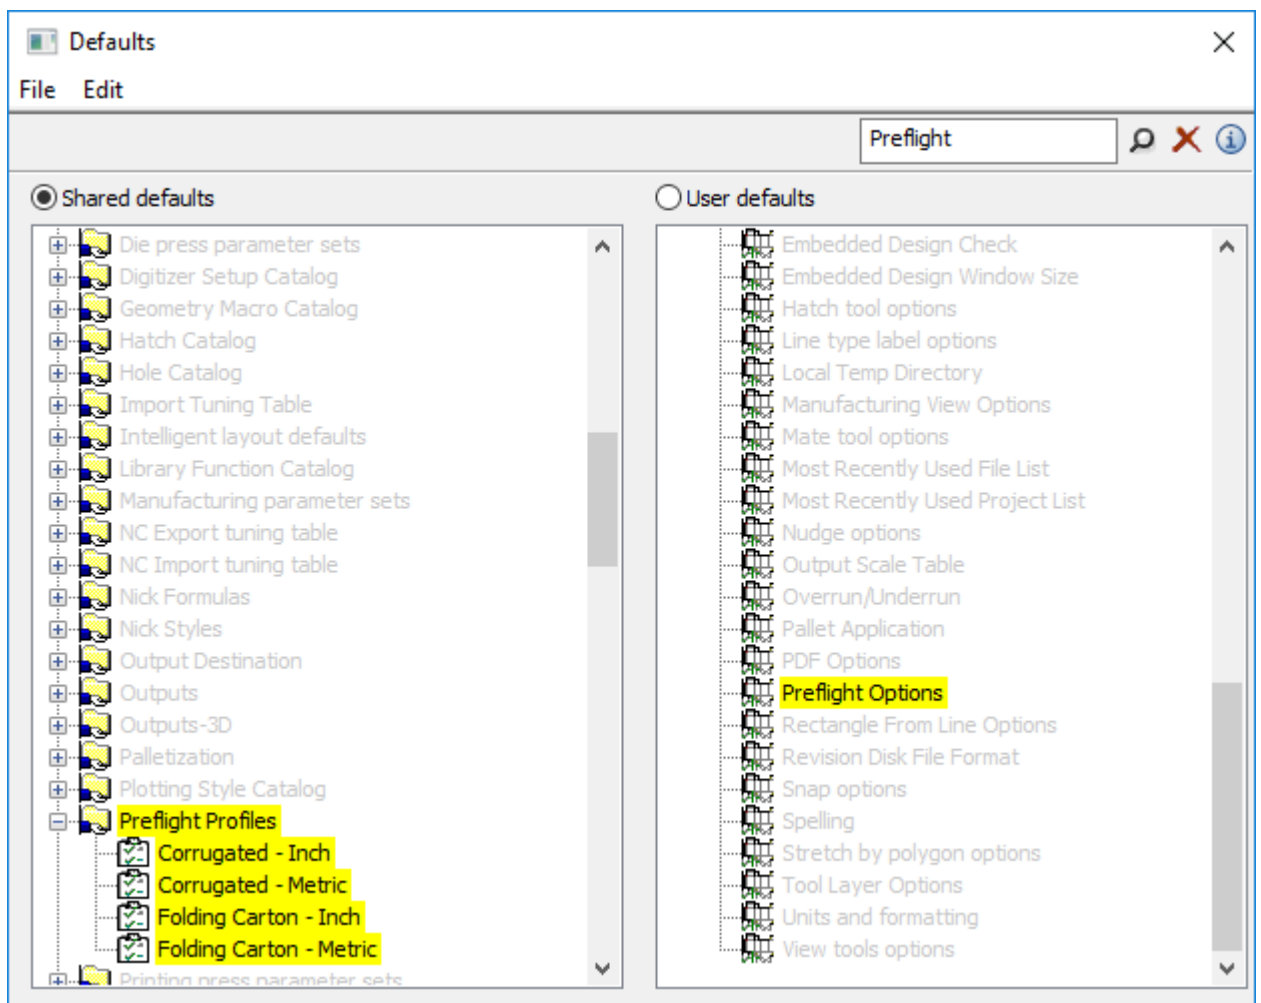 Defaults
File Edit
Preflight
Shared defaults
Die press parameter sets
Digitizer Setup Catalog
Geometry Macro Catalog
Hatch Catalog
Hole Catalog
Import Tuning Table
Intelligent layout defaults
Library Function Catalog
Manufacturing parameter sets
NC Export tuning table
NC Import tuning table
Nick Formulas
Nick Styles
Output Destination
Outputs
Outputs-3D
Palletization
Plotting Style Catalog
Preflight Profiles
Corrugated - Inch
Corrugated - Metric
Folding Carton - Inch
Folding Carton - Metric
Printing press parameter sets
User defaults
Embedded Design Check
Embedded Design Window Size
Hatch tool options
Line type label options
Local Temp Directory
Manufacturing View Options
Mate tool options
Most Recently Used File List
Most Recently Used Project List
Nudge options
Output Scale Table
Overrun/Underrun
Pallet Application
PDF Options
Preflight Options
Rectangle From Line Options
Revision Disk File Format
Snap options
Spelling
Stretch by polygon options
Tool Layer Options
Units and formatting
View tools options